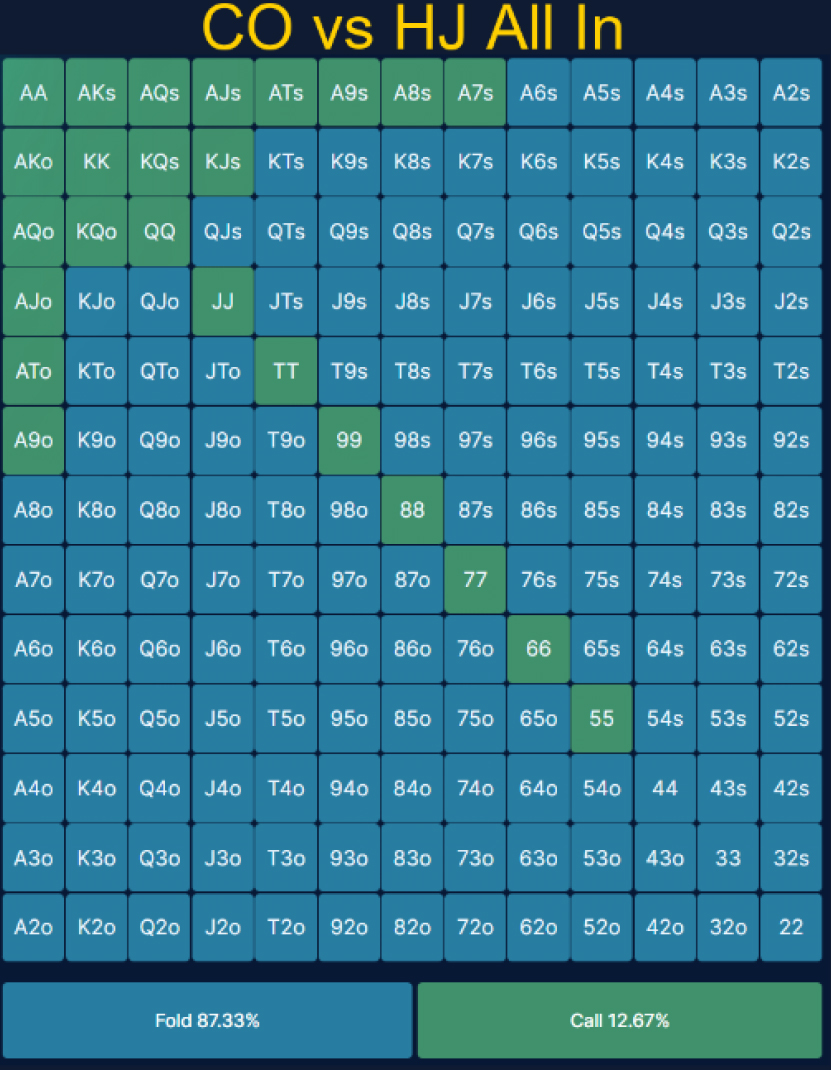 CO vs HJ All In
AA AKs AQs AJs ATs A9s A8s A7s A6s A5s A4s A3s A2s
AKo KK KQs KJs KTs K9s K8s K7s K6s K5s K4s K3s K2s
AQo KQo QQ QJs QTs Q9s Q8s Q7s Q6s Q5s Q4s Q3s Q2s
AJo KJo QJo JJ JTs J9s J8s J7s J6s J5s J4s J3s J2s
ATo KTo QTo JTo TT T9s T8s T7s T6s T5s T4s T3s T2s
A9o K9o Q9o J9o T9o 99 98s 97s 96s 95s 94s 93s 92s
A8o K8o Q8o J8o T8o 98o 88 87s 86s 85s 84s 83s 82s
A7o K7o Q7o J7o T7o 97o 87o 77 76s 75s 74s 73s 72s
A6o K6o Q6o J6o T6o 96o 86o 76o 66 65s 64s 63s 62s
A5o K5o Q5o J5o T5o 95o 85o 75o 65o 55 54s 53s 52s
A4o K4o Q4o J4o T4o 94o 84o 74o 64o 54o 44 43s 42s
A3o K3o Q3o J3o T3o 93o 83o 73o 63o 53o 43o 33 32s
A2o K2o Q2o J2o T2o 92o 82o 72o 62o 52o 42o 32o 22
Fold 87.33% Call 12.67%